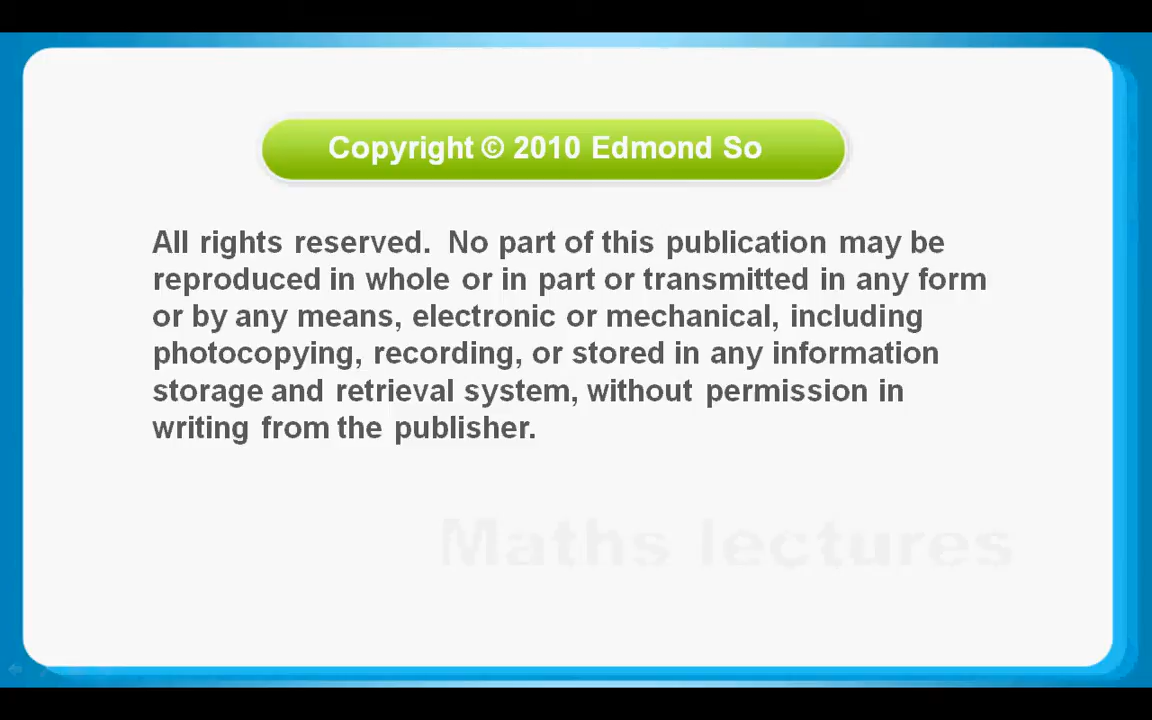 Copyright © 2010 Edmond So
All rights reserved.  No part of this publication may be
reproduced in whole or in part or transmitted in any form
or by any means, electronic or mechanical, including
photocopying, recording, or stored in any information
storage and retrieval system, without permission in
writing from the publisher.
Maths lectures